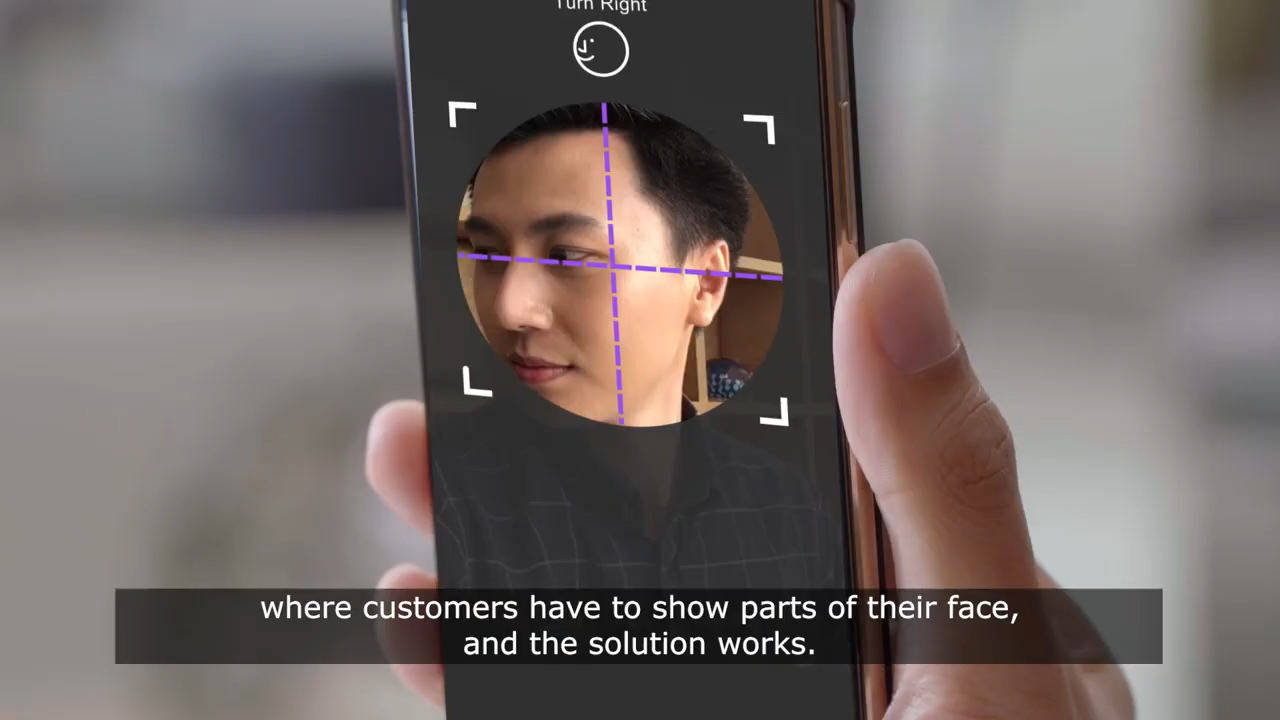 Turn Right
where customers have to show parts of their face,
and the solution works.